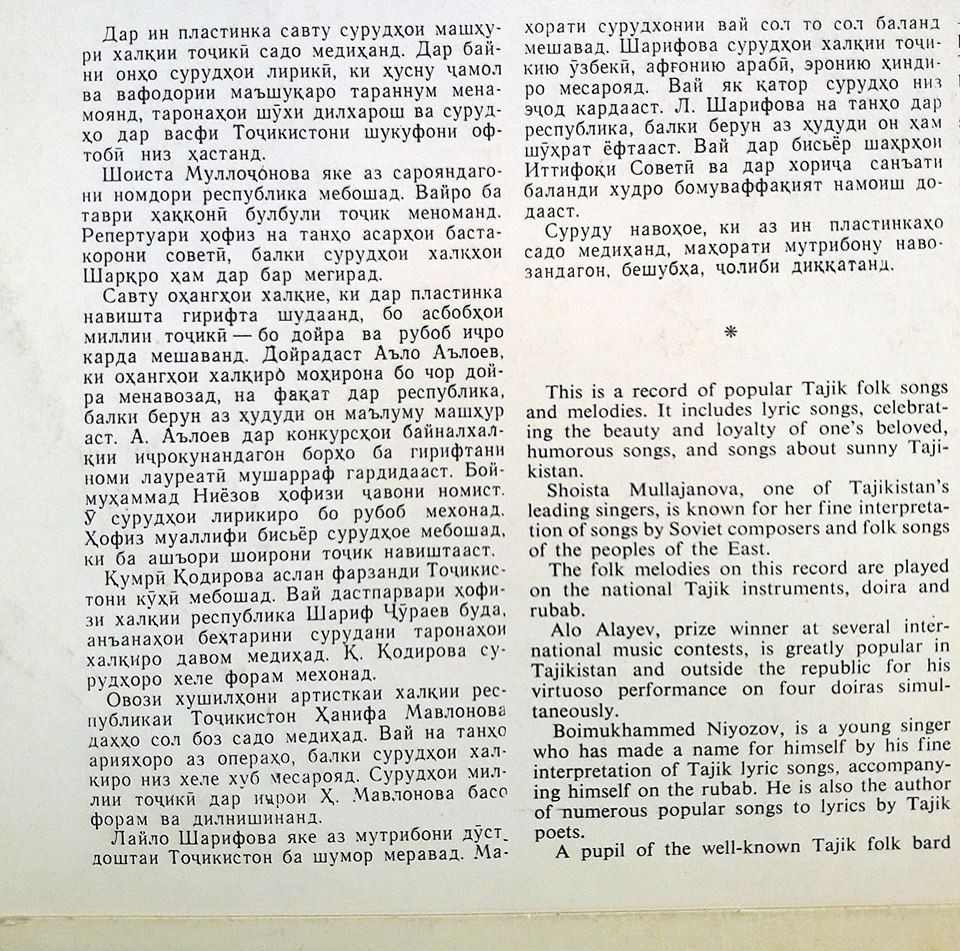 Дар ин пластинка савту сурудҳои машҳу-
ри халқии тоҷикӣ садо медиҳанд. Дар бай-
ни онҳо сурудҳои лирикӣ, ки ҳусну ҷамол
ва вафодории маъшуқаро тараннум мена-
моянд, таронаҳои шӯхи дилхарош ва суруд-
ҳо дар васфи Тоҷикистони шукуфони оф-
тобӣ низ ҳастанд.
Шоиста Муллоҷонова яке аз сарояндаго-
ни номдори республика мебошад. Вайро ба
таври ҳаққонӣ булбули тоҷик меноманд.
Репертуари ҳофиз на танҳо асарҳои баста-
корони советӣ, балки сурудҳои халқҳои
Шарқро ҳам дар бар мегирад.
Савту оҳангҳои халқие, ки дар пластинка
навишта гирифта шудаанд, бо асбобҳои
миллии тоҷикӣ — бо дойра ва рубоб иҷро
карда мешаванд. Дойрадаст Аъло Аълоев,
ки оҳангҳои халқиро моҳирона бо чор дой-
ра менавозад, на фақат дар республика,
балки берун аз ҳудуди он маълуму машҳур
аст. А. Аълоев дар конкурсҳои байналхал-
қии иҷрокунандагон борҳо ба гирифтани
номи лауреатӣ мушарраф гардидааст. Бой-
муҳаммад Ниёзов ҳофизи ҷавони номист.
Ӯ сурудҳои лирикиро бо рубоб мехонад.
Ҳофиз муаллифи бисьёр сурудҳое мебошад,
ки ба ашъори шоирони тоҷик навиштааст.
Қумрӣ Қодирова аслан фарзанди Тоҷикис-
тони кӯҳӣ мебошад. Вай дастпарвари ҳофи-
зи халқии республика Шариф Ҷӯраев буда,
анъанаҳои беҳтарини сурудани таронаҳои
халқиро давом медиҳад. Қ. Қодирова су-
рудҳоро хеле форам мехонад.
Овози хушилҳони артисткаи халқии рес-
публикаи Тоҷикистон Ҳанифа Мавлонова
даҳҳо сол боз садо медиҳад. Вай на танҳо
арияҳоро аз операҳо, балки сурудҳои хал-
қиро низ хеле хуб месарояд. Сурудҳои мил-
лии тоҷикӣ дар иҷрои Ҳ. Мавлонова басо
форам ва дилнишинанд.
Лайло Шарифова яке аз мутрибони дӯст-
доштаи Тоҷикистон ба шумор меравад. Ма-
хорати сурудхонии вай сол то сол баланд
мешавад. Шарифова сурудҳои халқии тоҷи-
кию ӯзбекӣ, афғонию арабӣ, эронию ҳинди-
ро месарояд. Вай як қатор сурудҳо низ
эҷод кардааст. Л. Шарифова на танҳо дар
республика, балки берун аз ҳудуди он ҳам
шӯҳрат ёфтааст. Вай дар бисьёр шаҳрҳои
Иттифоқи Советӣ ва дар хориҷа санъати
баланди худро бомуваффақият намоиш до-
дааст.
Суруду навоҳое, ки аз ин пластинкаҳо
садо медиҳанд, маҳорати мутрибону наво-
зандагон, бешубҳа, ҷолиби диққатанд.
*
This is a record of popular Tajik folk songs
and melodies. It includes lyric songs, celebrat-
ing the beauty and loyalty of one's beloved,
humorous songs, and songs about sunny Taji-
kistan.
Shoista Mullajanova, one of Tajikistan's
leading singers, is known for her fine interpreta-
tion of songs by Soviet composers and folk songs
of the peoples of the East.
The folk melodies on this record are played
on the national Tajik instruments, doira and
rubab.
Alo Alayev, prize winner at several inter-
national music contests, is greatly popular in
Tajikistan and outside the republic for his
virtuoso performance on four doiras simul-
taneously.
Boimukhammed Niyozov, is a young singer
who has made a name for himself by his fine
interpretation of Tajik lyric songs, accompany-
ing himself on the rubab. He is also the author
of numerous popular songs to lyrics by Tajik
poets.
A pupil of the well-known Tajik folk bard